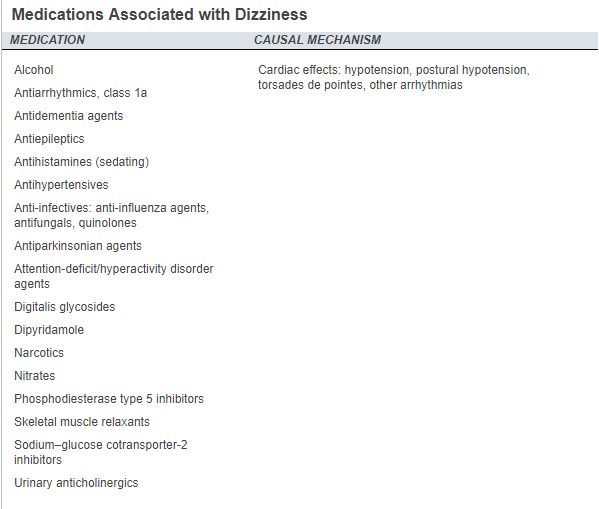 Medications Associated with Dizziness
MEDICATION CAUSAL MECHANISM
Alcohol
Cardiac effects: hypotension, postural hypotension,
torsades de pointes, other arrhythmias
Antiarrhythmics, class 1a
Antidementia agents
Antiepileptics
Antihistamines (sedating)
Antihypertensives
Anti-infectives: anti-influenza agents,
antifungals, quinolones
Antiparkinsonian agents
Attention-deficit/hyperactivity disorder
agents
Digitalis glycosides
Dipyridamole
Narcotics
Nitrates
Phosphodiesterase type 5 inhibitors
Skeletal muscle relaxants
Sodium–glucose cotransporter-2
inhibitors
Urinary anticholinergics